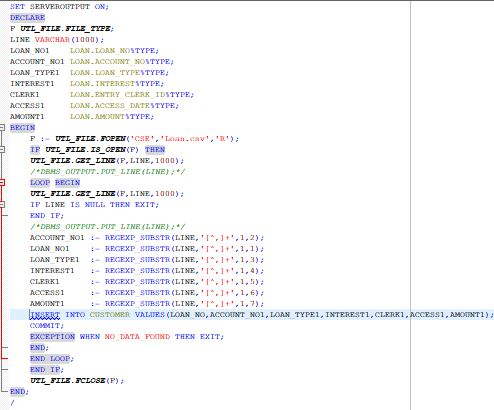 SET SERVEROUTPUT ON;
DECLARE
F UTL_FILE.FILE_TYPE;
LINE VARCHAR(1000);
LOAN_NO1 LOAN.LOAN_NO%TYPE;
ACCOUNT_NO1 LOAN.ACCOUNT_NO%TYPE;
LOAN_TYPE1 LOAN.LOAN_TYPE%TYPE;
INTEREST1 LOAN.INTEREST%TYPE;
CLERK1 LOAN.ENTRY_CLERK_ID%TYPE;
ACCESS1 LOAN.ACCESS_DATE%TYPE;
AMOUNT1 LOAN.AMOUNT%TYPE;
BEGIN
F := UTL_FILE.FOPEN('CSE','Loan.csv','R');
IF UTL_FILE.IS_OPEN(F) THEN
UTL_FILE.GET_LINE(F,LINE,1000);
/*DBMS_OUTPUT.PUT_LINE(LINE);*/
LOOP BEGIN
UTL_FILE.GET_LINE(F,LINE,1000);
IF LINE IS NULL THEN EXIT;
END IF;
/*DBMS_OUTPUT.PUT_LINE(LINE);*/
ACCOUNT_NO1 := REGEXP_SUBSTR(LINE,'[^,]+',1,2);
LOAN_NO1 := REGEXP_SUBSTR(LINE,'[^,]+',1,1);
LOAN_TYPE1 := REGEXP_SUBSTR(LINE,'[^,]+',1,3);
INTEREST1 := REGEXP_SUBSTR(LINE,'[^,]+',1,4);
CLERK1 := REGEXP_SUBSTR(LINE,'[^,]+',1,5);
ACCESS1 := REGEXP_SUBSTR(LINE,'[^,]+',1,6);
AMOUNT1 := REGEXP_SUBSTR(LINE,'[^,]+',1,7);
INSERT INTO CUSTOMER VALUES(LOAN_NO,ACCOUNT_NO1,LOAN_TYPE1,INTEREST1,CLERK1,ACCESS1,AMOUNT1);
COMMIT;
EXCEPTION WHEN NO_DATA_FOUND THEN EXIT;
END;
END LOOP;
END IF;
UTL_FILE.FCLOSE(F);
END;
/